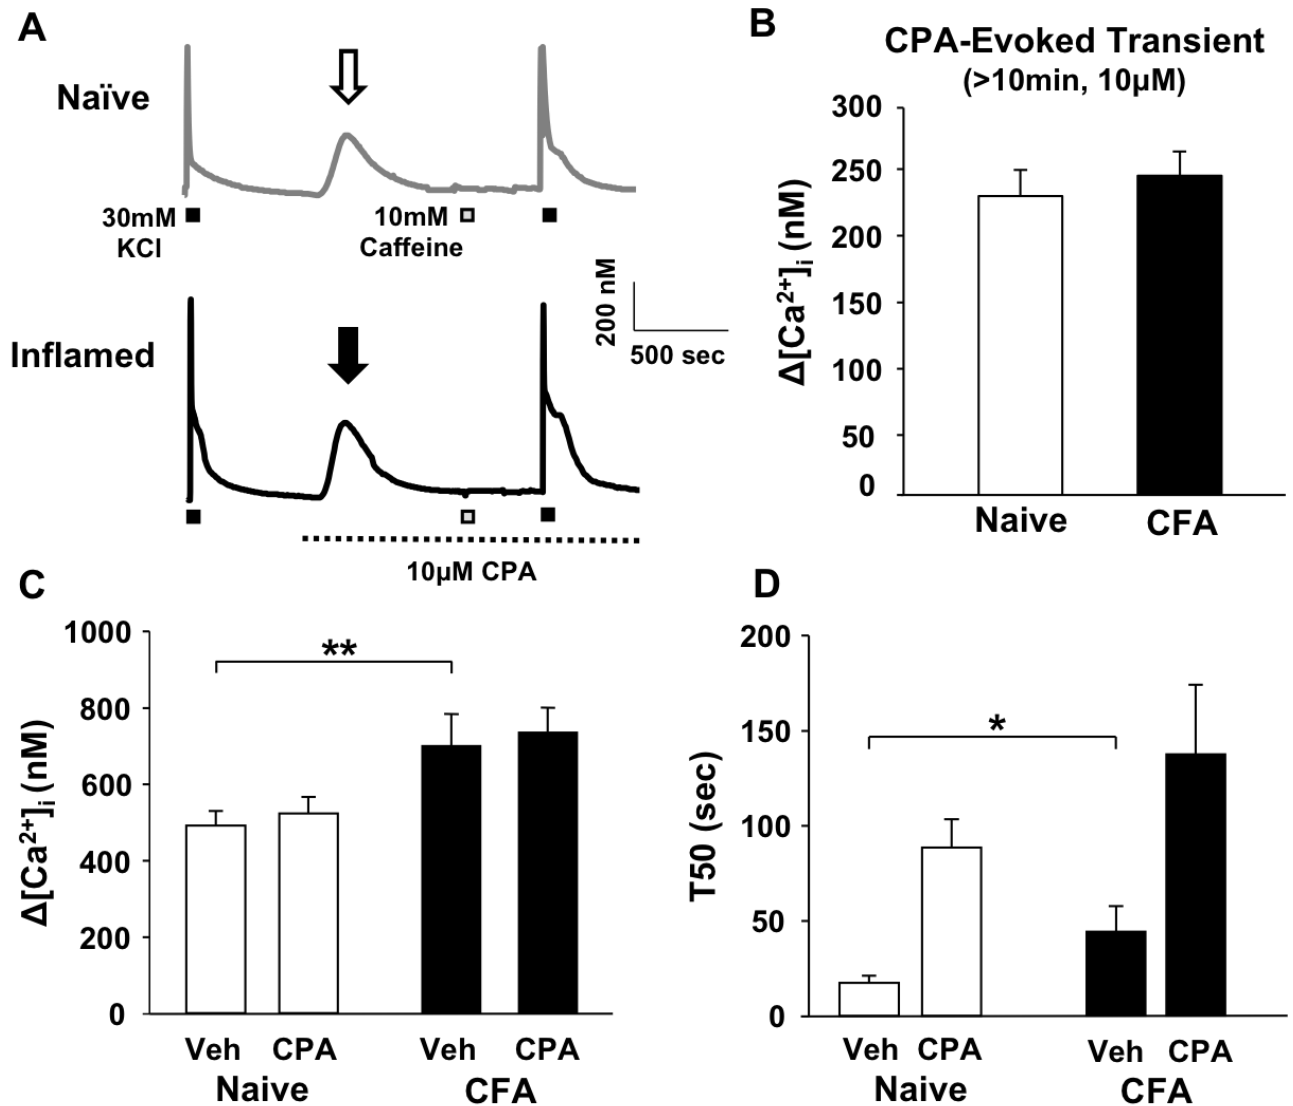 A
Naïve
30mM
KCl
10mM
Caffeine
Inflamed
200 nM
500 sec
10µM CPA
B
CPA-Evoked Transient
(>10min, 10µM)
Δ[Ca²⁺]ᵢ (nM)
300
250
200
150
100
50
0
Naive
CFA
C
Δ[Ca²⁺]ᵢ (nM)
1000
800
600
400
200
0
**
Veh
CPA
Veh
CPA
Naive
CFA
D
T50 (sec)
200
150
100
50
0
*
Veh
CPA
Veh
CPA
Naive
CFA